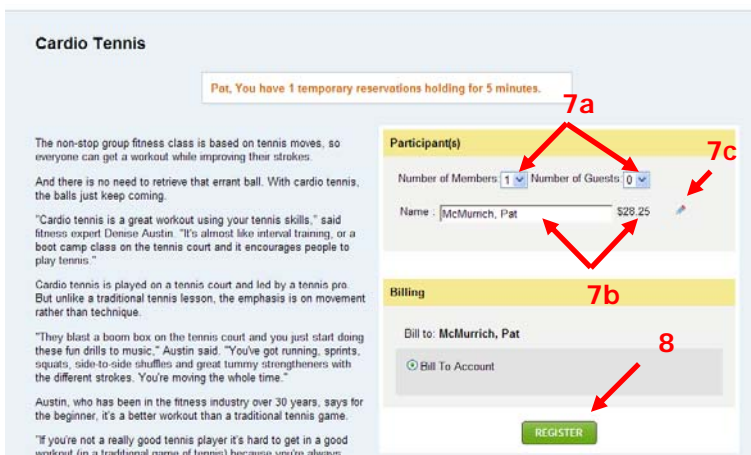 Cardio Tennis
Pat, You have 1 temporary reservations holding for 5 minutes.
The non-stop group fitness class is based on tennis moves, so
everyone can get a workout while improving their strokes.
And there is no need to retrieve that errant ball. With cardio tennis,
the balls just keep coming.
"Cardio tennis is a great workout using your tennis skills," said
fitness expert Denise Austin. "It's almost like interval training, or a
boot camp class on the tennis court and it encourages people to
play tennis."
Cardio tennis is played on a tennis court and led by a tennis pro.
But unlike a traditional tennis lesson, the emphasis is on movement
rather than technique.
"They blast a boom box on the tennis court and you just start doing
these fun drills to music," Austin said. "You've got running, sprints,
squats, side-to-side shuffles and great tummy strengtheners with
the different strokes. You're moving the whole time."
Austin, who has been in the fitness industry over 30 years, says for
the beginner, it's a better workout than a traditional tennis game.
"If you're not a really good tennis player it's hard to get in a good
workout (in a traditional game of tennis) because you're always
7a
Participant(s)
7c
Number of Members: 1 Number of Guests: 0
Name : McMurrich, Pat $28.25
7b
Billing
Bill to: McMurrich, Pat
8
Bill To Account
REGISTER